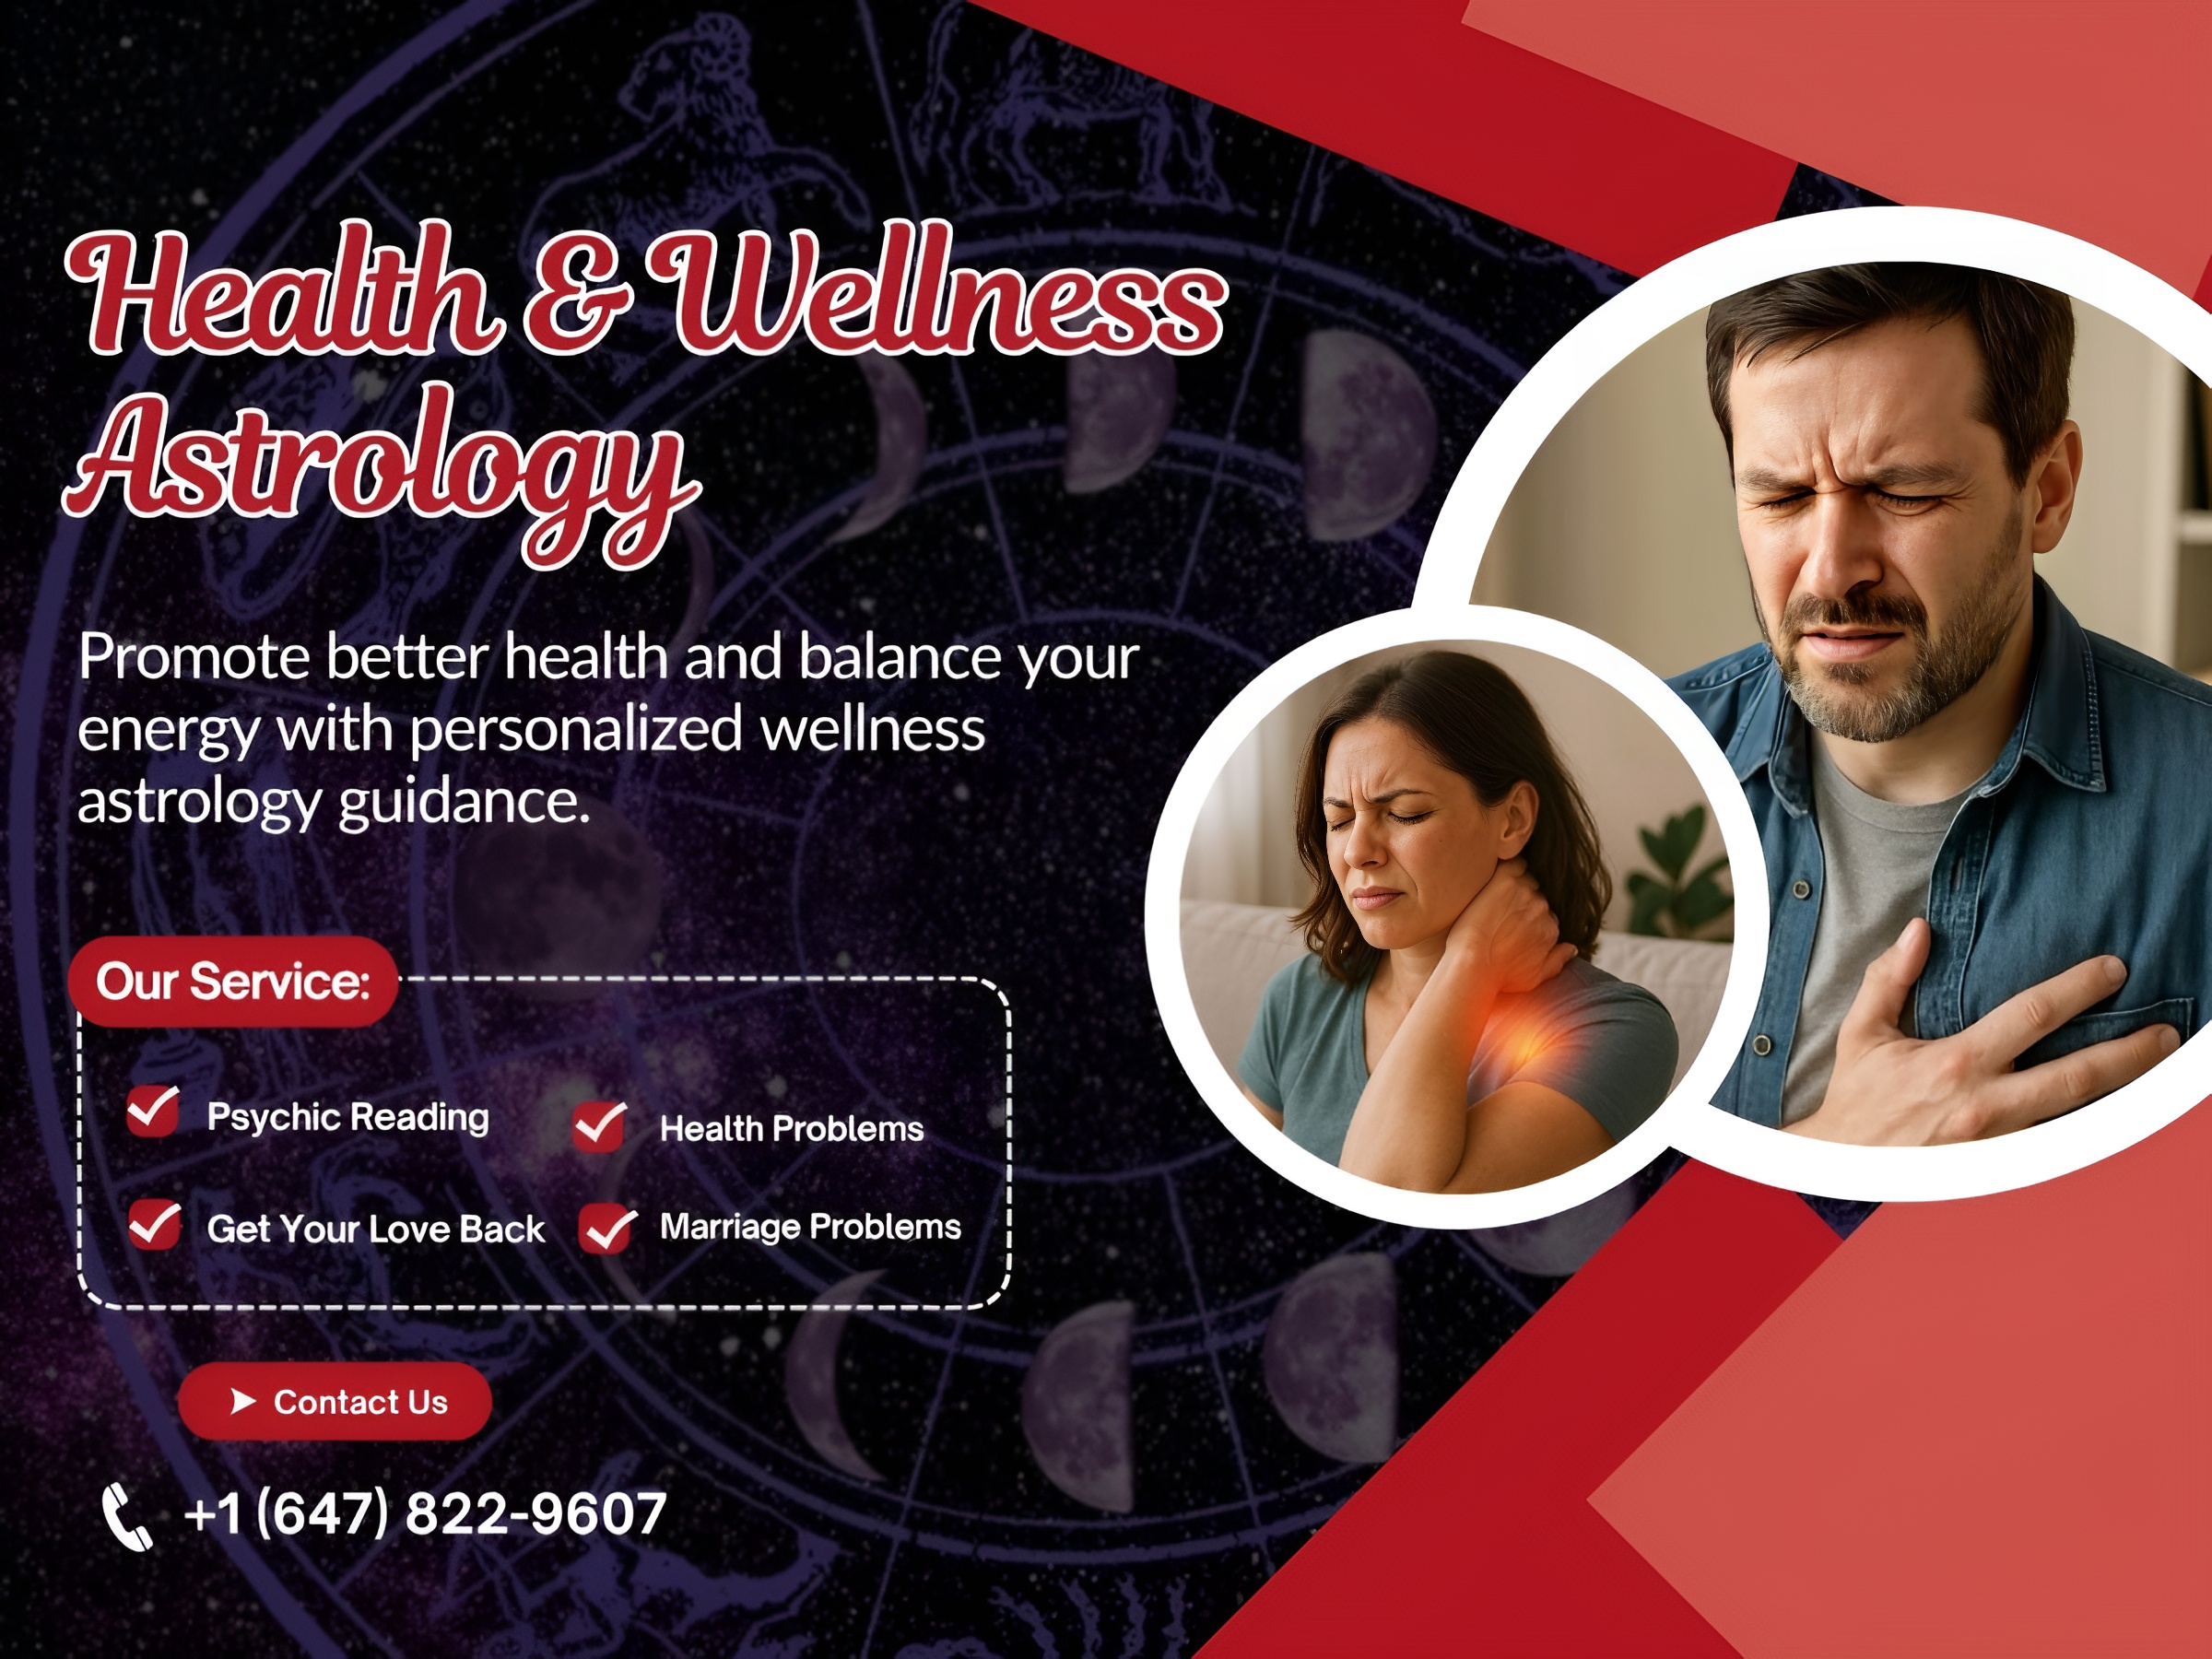 Health & Wellness
Astrology
Promote better health and balance your
energy with personalized wellness
astrology guidance.
Our Service:
Psychic Reading
Health Problems
Get Your Love Back
Marriage Problems
Contact Us
+1 (647) 822-9607